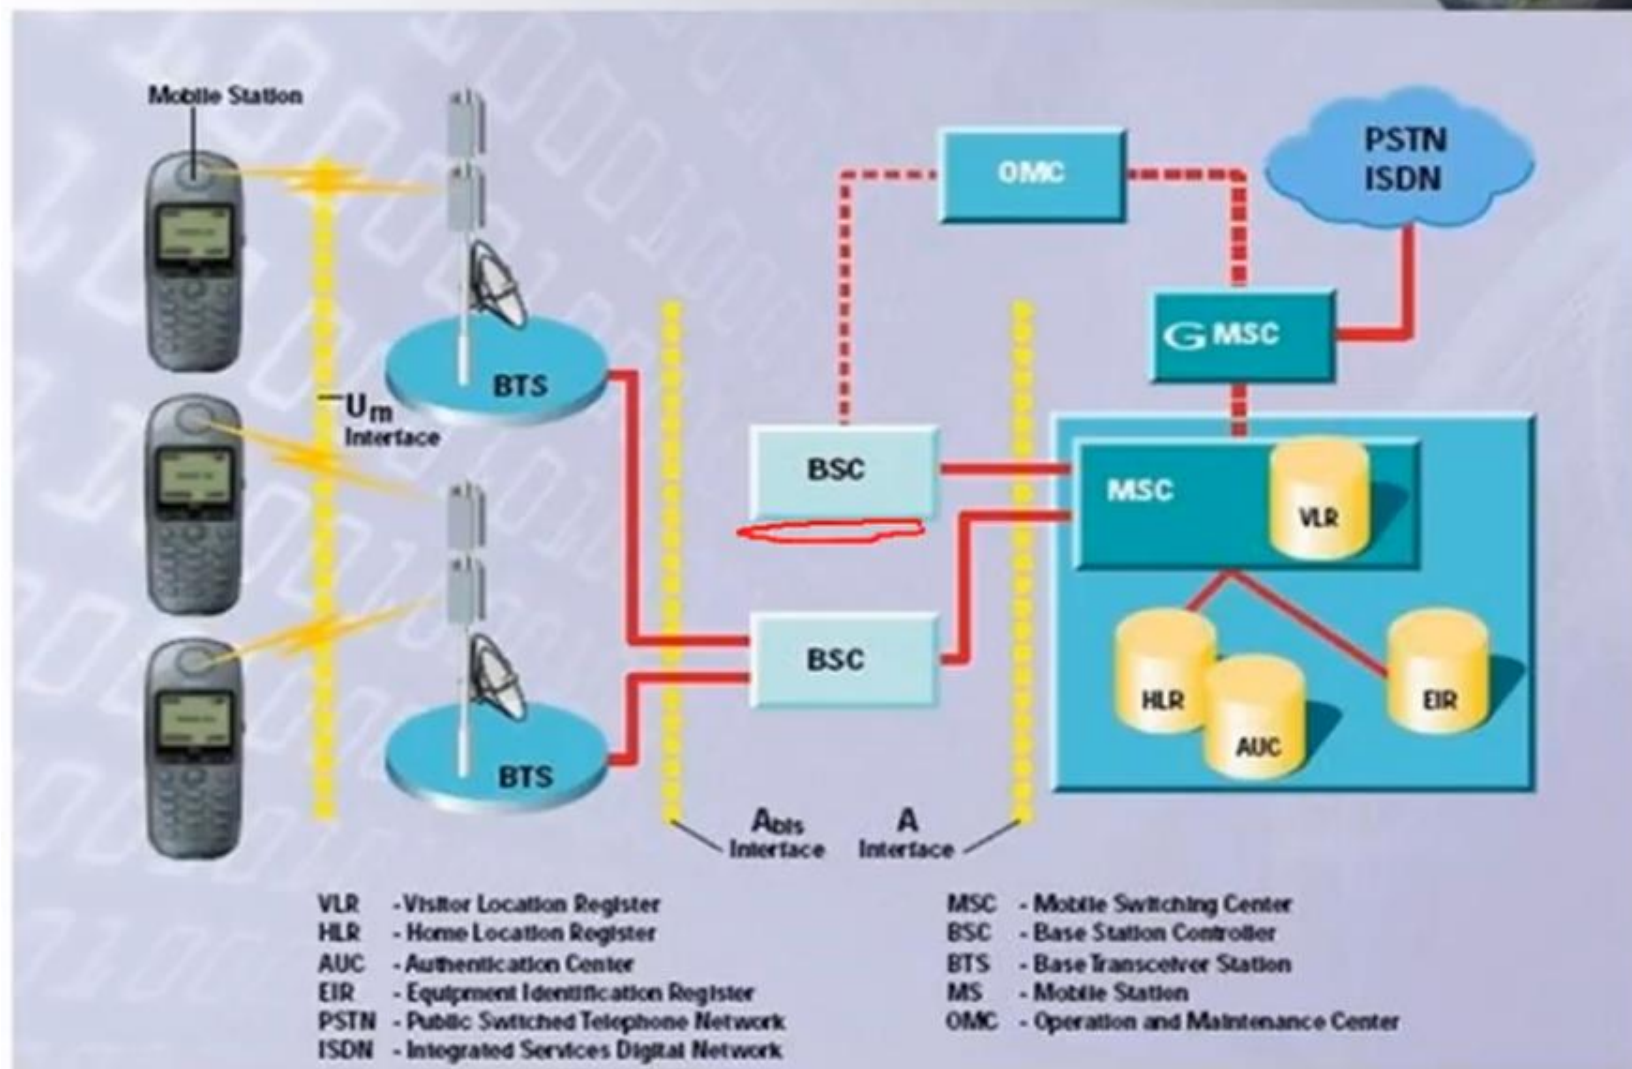 Mobile Station
OMC
PSTN
ISDN
G MSC
BTS
Um
Interface
BSC
MSC
VLR
BSC
HLR
AUC
EIR
BTS
Abis
Interface
A
Interface
VLR - Visitor Location Register
HLR - Home Location Register
AUC - Authentication Center
EIR - Equipment Identification Register
PSTN - Public Switched Telephone Network
ISDN - Integrated Services Digital Network
MSC - Mobile Switching Center
BSC - Base Station Controller
BTS - Base Transceiver Station
MS - Mobile Station
OMC - Operation and Maintenance Center